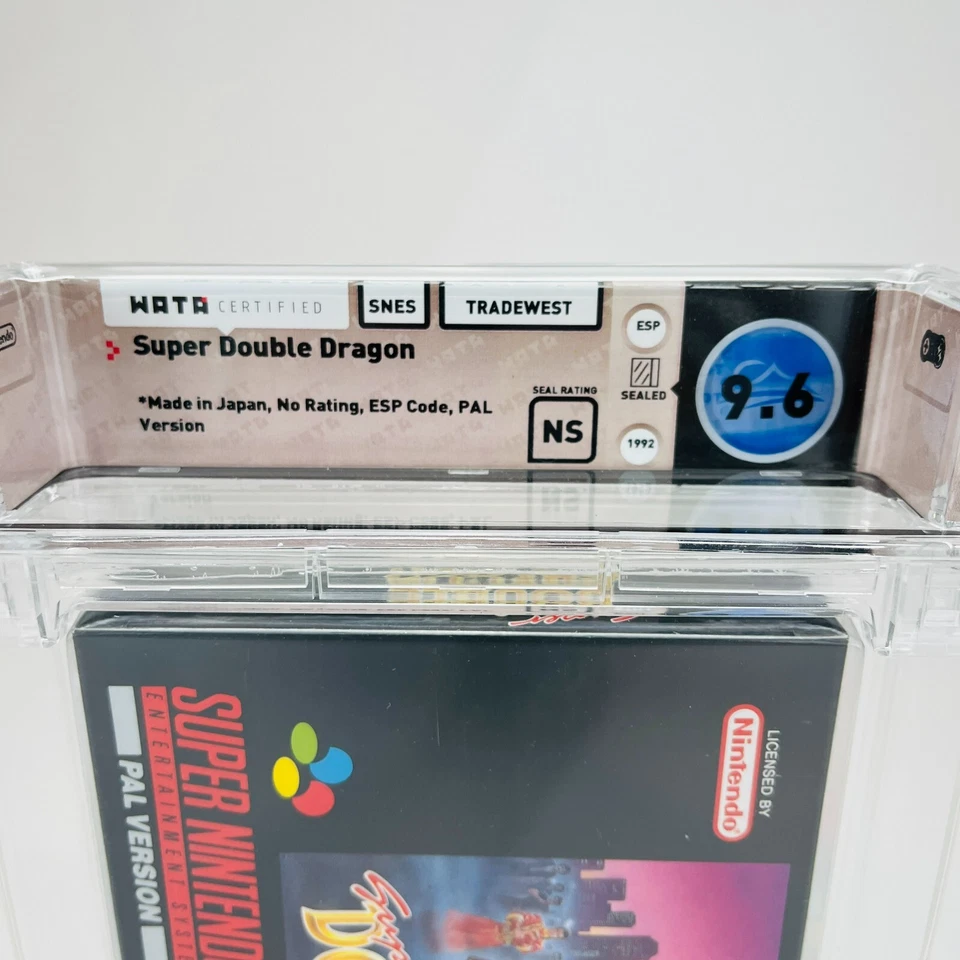 WATA CERTIFIED
SNES
TRADEWEST
ESP
Super Double Dragon
SEALED
9.6
*Made in Japan, No Rating, ESP Code, PAL
Version
SEAL RATING
NS
1992
SUPER NINTENDO
ENTERTAINMENT SYSTE
PAL VERSION
LICENSED BY
Nintendo